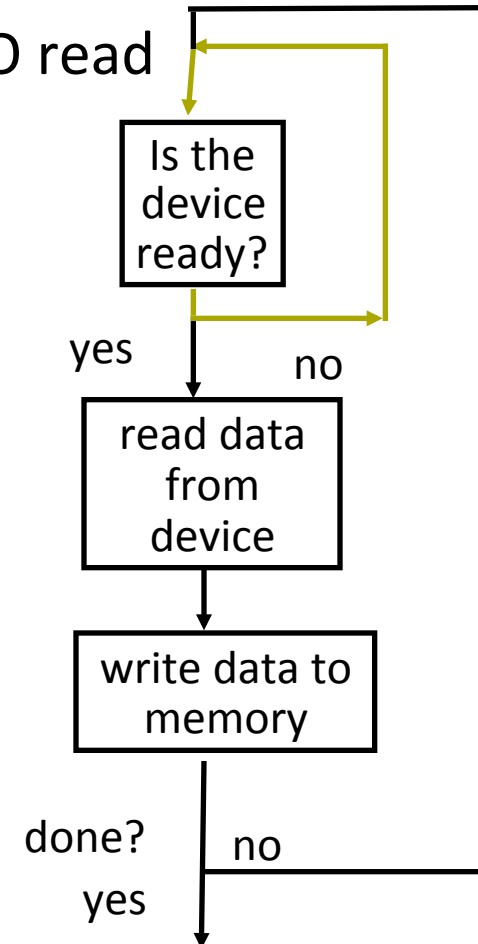 O read
Is the
device
ready?
yes
no
read data
from
device
write data to
memory
done?
no
yes